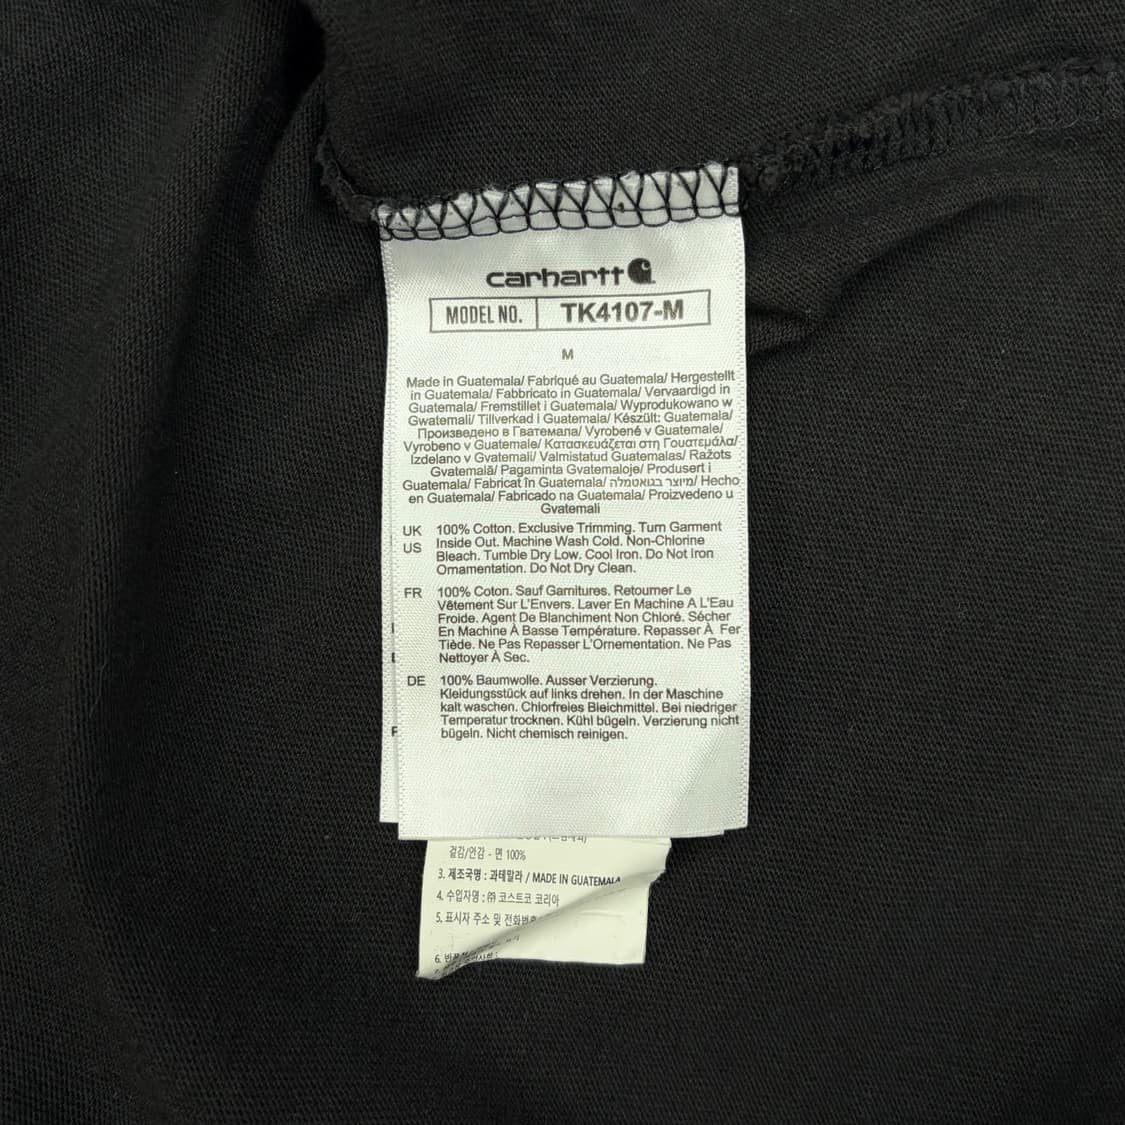 carhartt
MODEL NO. TK4107-M
M
Made in Guatemala/ Fabriqué au Guatemala/ Hergestellt
in Guatemala/ Fabbricato in Guatemala/ Vervaardigd in
Guatemala/ Fremstillet i Guatemala/ Wyprodukowano w
Gwatemali/ Tillverkad i Guatemala/ Készült: Guatemala/
Произведено в Гватемала/ Vyrobené v Guatemale/
Vyrobeno v Guatemale/ Κατασκευάζεται στη Γουατεμάλα/
Izdelano v Gvatemali/ Valmistatud Guatemalas/ Ražots
Gvatemalā/ Pagaminta Gvatemaloje/ Produsert i
Guatemala/ Fabricat în Guatemala/ מיוצר בגואטמלה/ Hecho
en Guatemala/ Fabricado na Guatemala/ Proizvedeno u
Gvatemali
UK US 100% Cotton. Exclusive Trimming. Turn Garment
Inside Out. Machine Wash Cold. Non-Chlorine
Bleach. Tumble Dry Low. Cool Iron. Do Not Iron
Ornamentation. Do Not Dry Clean.
FR 100% Coton. Sauf Garnitures. Retourner Le
Vêtement Sur L'Envers. Laver En Machine A L'Eau
Froide. Agent De Blanchiment Non Chloré. Sécher
En Machine À Basse Température. Repasser À Fer
Tiède. Ne Pas Repasser L'Ornementation. Ne Pas
Nettoyer À Sec.
DE 100% Baumwolle. Ausser Verzierung.
Kleidungsstück auf links drehen. In der Maschine
kalt waschen. Chlorfreies Bleichmittel. Bei niedriger
Temperatur trocknen. Kühl bügeln. Verzierung nicht
bügeln. Nicht chemisch reinigen.
겉감/안감 - 면 100%
3. 제조국명 : 과테말라 / MADE IN GUATEMALA
4. 수입자명 : ㈜ 코스트코 코리아
5. 표시자 주소 및 전화번호
6.